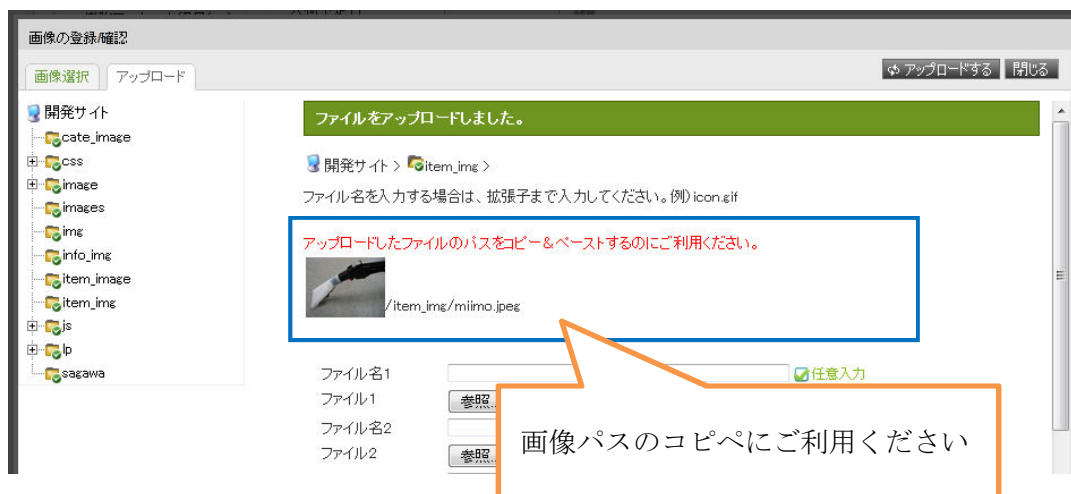 画像の登録/確認
画像選択
アップロード
アップロードする
閉じる
開発サイト
cate_image
css
image
images
img
info_img
item_image
item_img
js
lp
sagawa
ファイルをアップロードしました。
開発サイト > item_img >
ファイル名を入力する場合は、拡張子まで入力してください。例) icon.gif
アップロードしたファイルのパスをコピー＆ペーストするのにご利用ください。
/item_img/miimo.jpeg
ファイル名1
任意入力
ファイル1
参照...
ファイル名2
ファイル2
参照...
画像パスのコピペにご利用ください